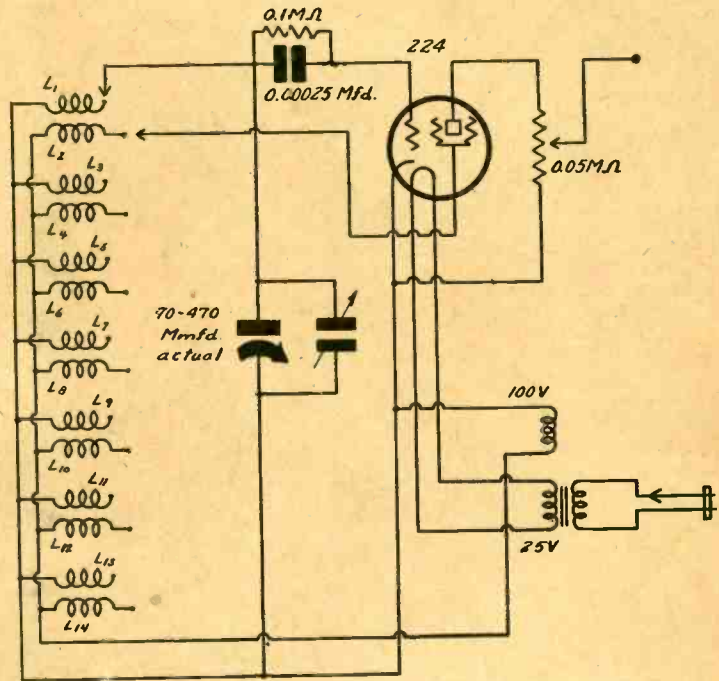 0.1MΩ
224
0.00025 Mfd.
L1
L2
L3
L4
L5
L6
L7
L8
L9
L10
L11
L12
L13
L14
0.05MΩ
70-470
Mmfd
actual
100V
25V